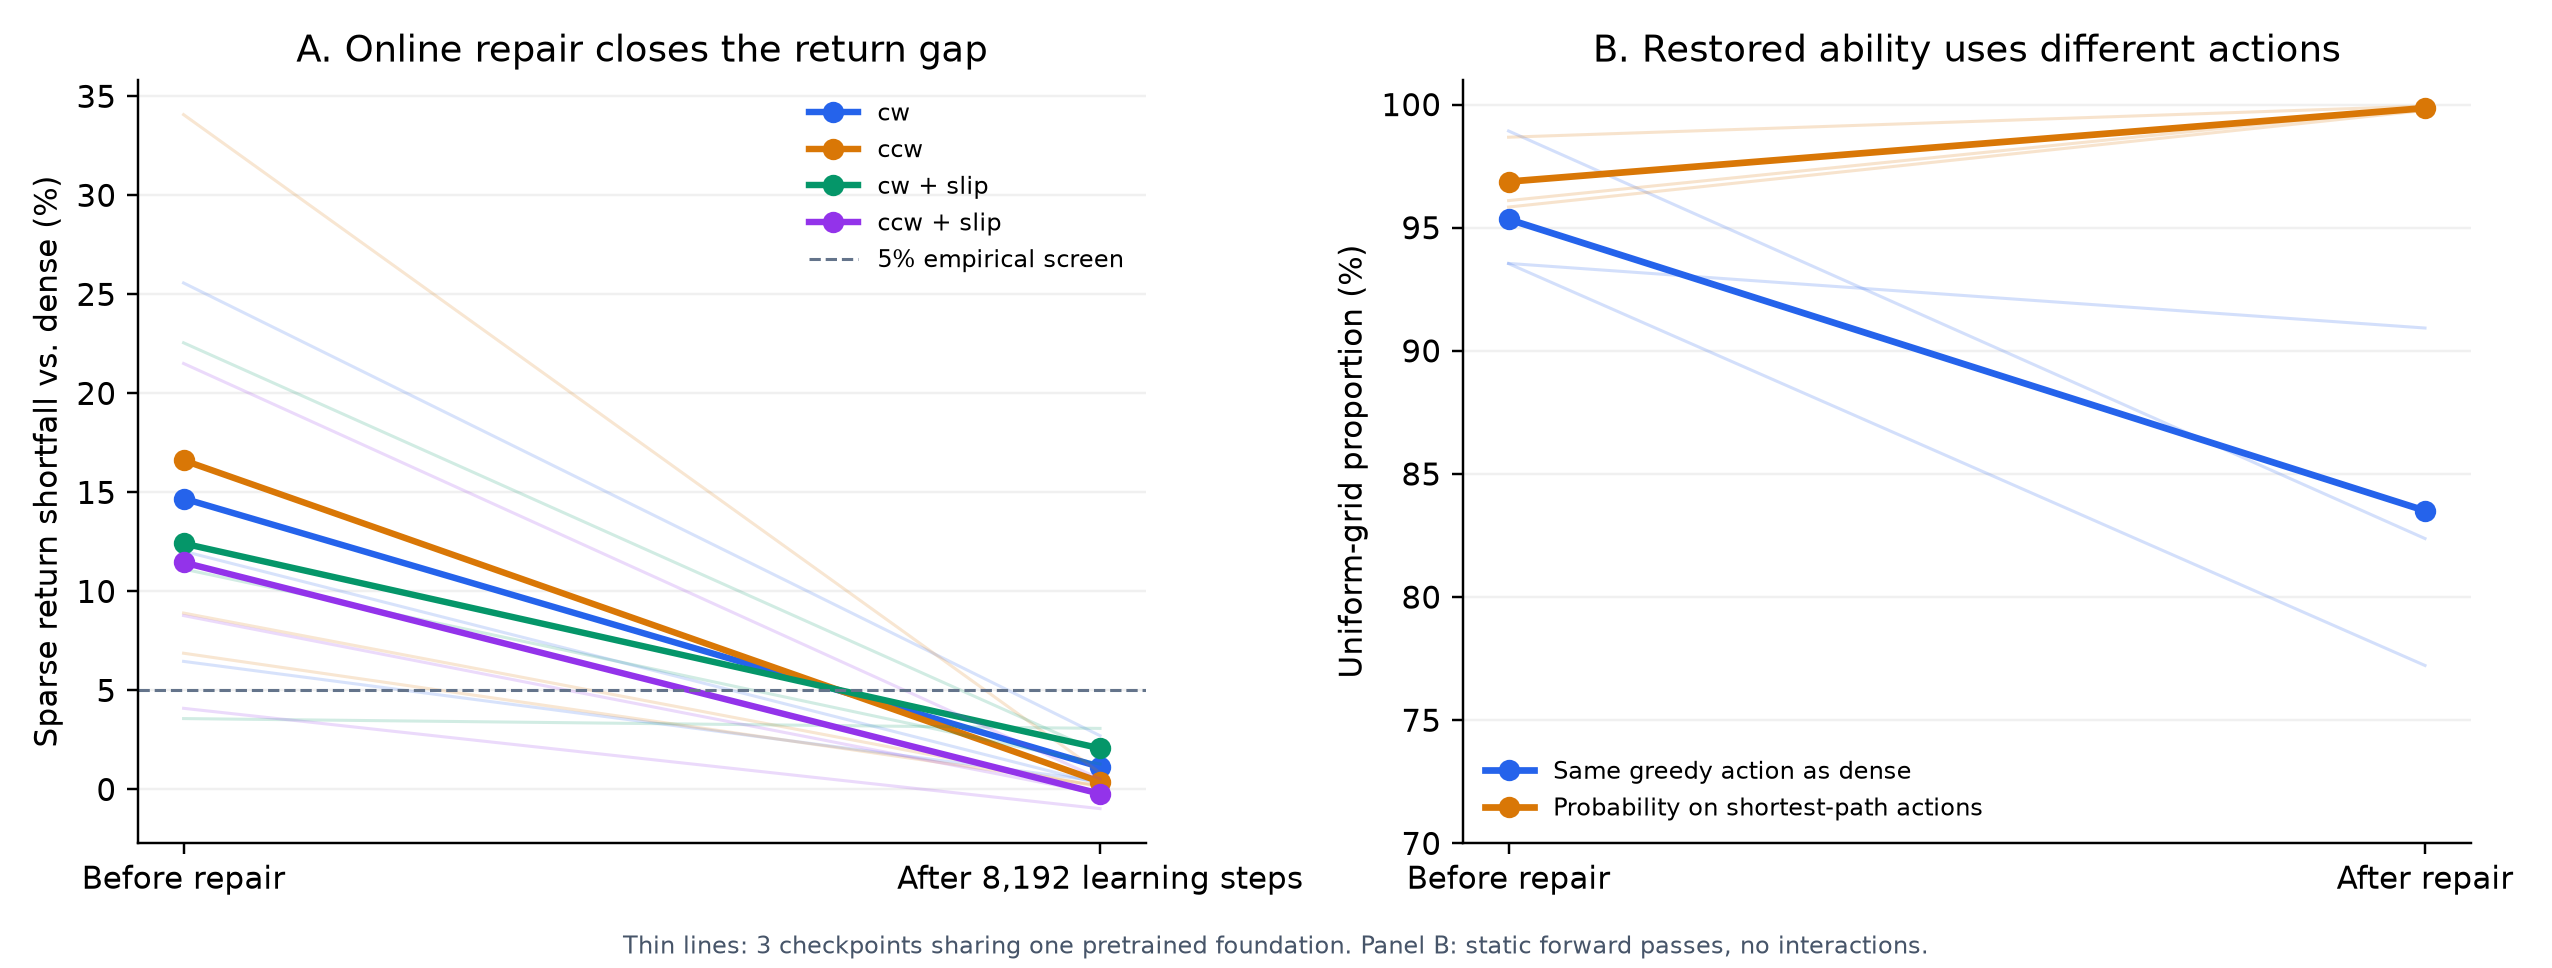 A. Online repair closes the return gap
Sparse return shortfall vs. dense (%)
35
30
25
20
15
10
5
0
cw
ccw
cw + slip
ccw + slip
5% empirical screen
Before repair
After 8,192 learning steps
B. Restored ability uses different actions
Uniform-grid proportion (%)
100
95
90
85
80
75
70
Same greedy action as dense
Probability on shortest-path actions
Before repair
After repair
Thin lines: 3 checkpoints sharing one pretrained foundation. Panel B: static forward passes, no interactions.